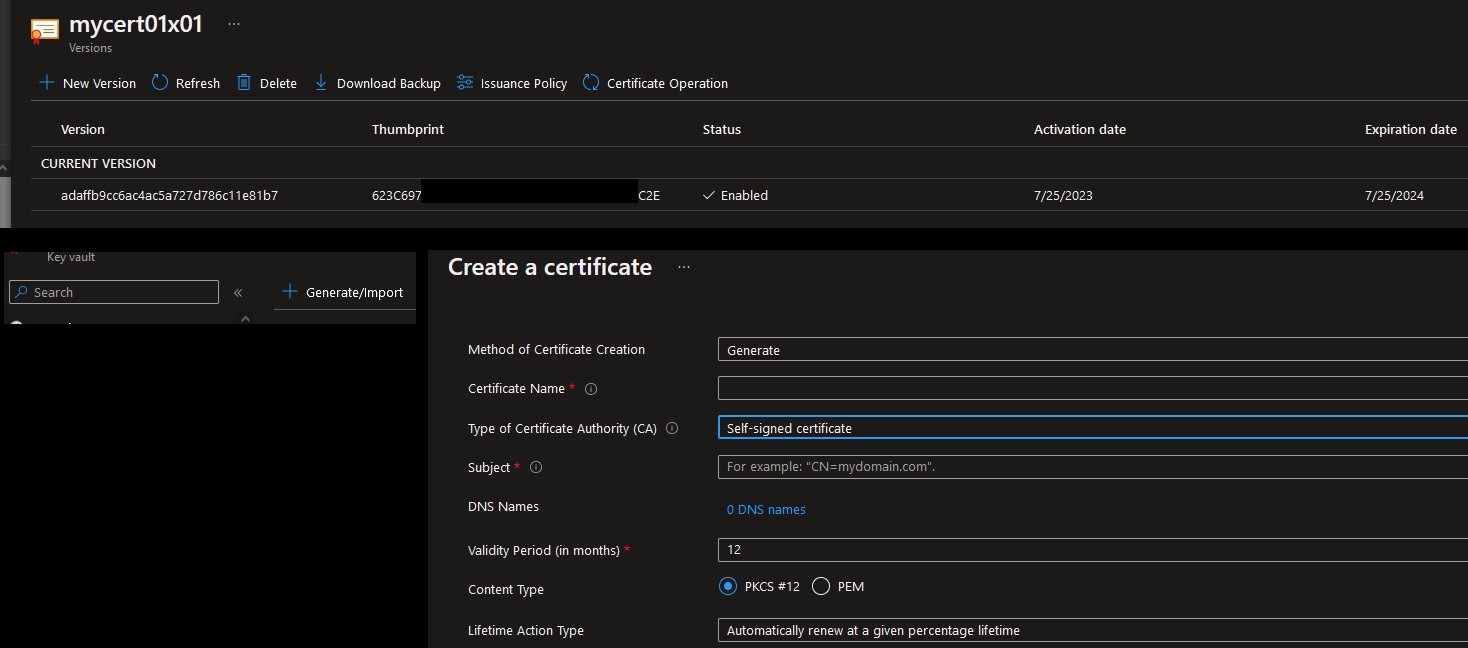 mycert01x01 ...
Versions
New Version Refresh Delete Download Backup Issuance Policy Certificate Operation
Version Thumbprint Status Activation date Expiration date
CURRENT VERSION
adaffb9cc6ac4ac5a727d786c11e81b7 623C697 C2E Enabled 7/25/2023 7/25/2024
Key vault
Search « Generate/Import
Create a certificate ...
Method of Certificate Creation Generate
Certificate Name *
Type of Certificate Authority (CA) Self-signed certificate
Subject * For example: "CN=mydomain.com".
DNS Names 0 DNS names
Validity Period (in months) * 12
Content Type PKCS #12 PEM
Lifetime Action Type Automatically renew at a given percentage lifetime